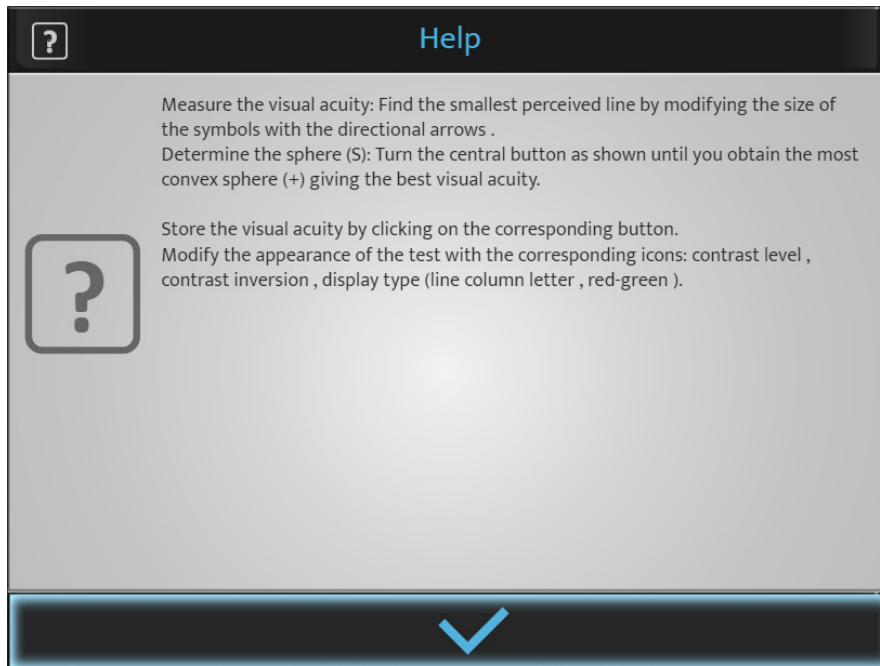 ?
Help
Measure the visual acuity: Find the smallest perceived line by modifying the size of
the symbols with the directional arrows .
Determine the sphere (S): Turn the central button as shown until you obtain the most
convex sphere (+) giving the best visual acuity.
Store the visual acuity by clicking on the corresponding button.
Modify the appearance of the test with the corresponding icons: contrast level ,
contrast inversion , display type (line column letter , red-green ).
?